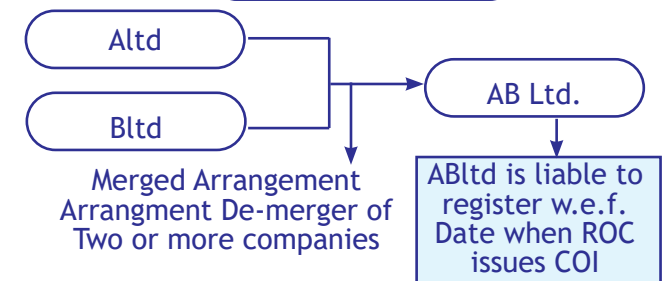 Altd
Bltd
AB Ltd.
Merged Arrangement
Arrangment De-merger of
Two or more companies
ABltd is liable to
register w.e.f.
Date when ROC
issues COI